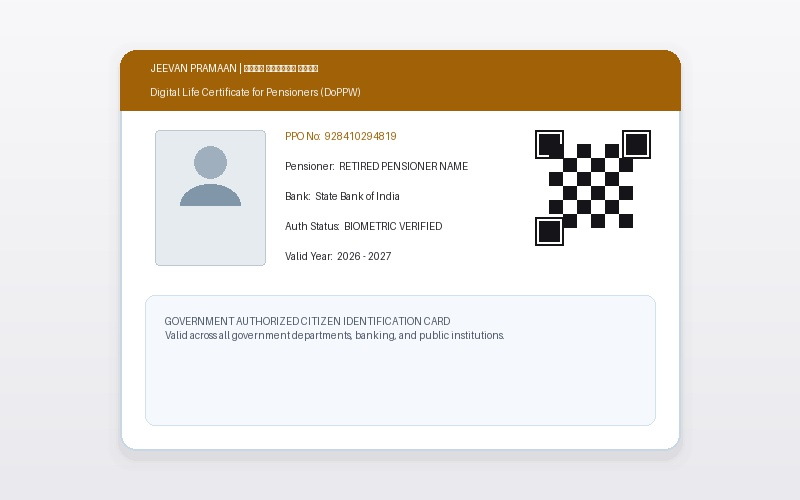 JEEVAN PRAMAAN |
Digital Life Certificate for Pensioners (DoPPW)
PPO No: 928410294819
Pensioner: RETIRED PENSIONER NAME
Bank: State Bank of India
Auth Status: BIOMETRIC VERIFIED
Valid Year: 2026 - 2027
GOVERNMENT AUTHORIZED CITIZEN IDENTIFICATION CARD
Valid across all government departments, banking, and public institutions.